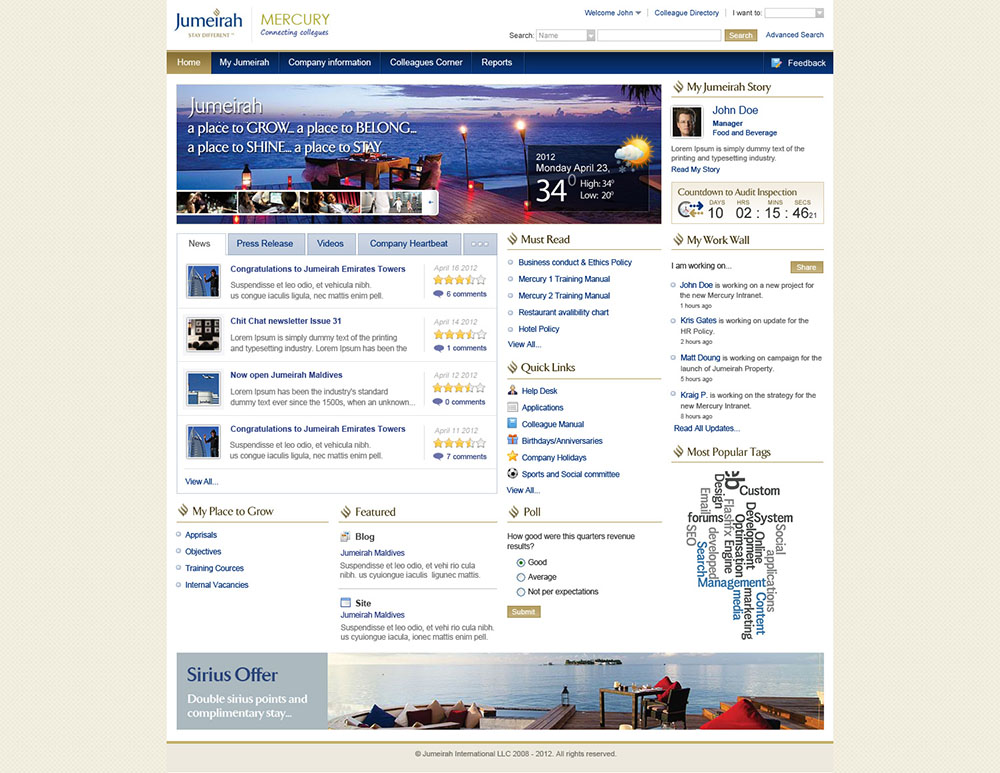 Jumeirah
STAY DIFFERENT™
MERCURY
Connecting collegues
Welcome John
Colleague Directory
I want to:
Search:
Name
Search
Advanced Search
Home
My Jumeirah
Company information
Colleagues Corner
Reports
Feedback
Jumeirah
a place to GROW... a place to BELONG...
a place to SHINE... a place to STAY
2012
Monday April 23,
34°
High: 34°
Low: 20°
My Jumeirah Story
John Doe
Manager
Food and Beverage
Lorem Ipsum is simply dummy text of the
printing and typesetting industry.
Read My Story
Countdown to Audit Inspection
DAYS HRS MINS SECS
10 02 : 15 : 46 21
News
Press Release
Videos
Company Heartbeat
Congratulations to Jumeirah Emirates Towers
Suspendisse et leo odio, et vehicula nibh.
us congue iaculis ligula, nec mattis enim pell.
April 16 2012
6 comments
Chit Chat newsletter Issue 31
Lorem Ipsum is simply dummy text of the printing
and typesetting industry. Lorem Ipsum has been the
April 14 2012
1 comments
Now open Jumeirah Maldives
Lorem Ipsum has been the industry's standard
dummy text ever since the 1500s, when an unknown...
April 12 2012
0 comments
Congratulations to Jumeirah Emirates Towers
Suspendisse et leo odio, et vehicula nibh.
us congue iaculis ligula, nec mattis enim pell.
April 11 2012
7 comments
View All...
Must Read
Business conduct & Ethics Policy
Mercury 1 Training Manual
Mercury 2 Training Manual
Restaurant avalibility chart
Hotel Policy
View All...
Quick Links
Help Desk
Applications
Colleague Manual
Birthdays/Anniversaries
Company Holidays
Sports and Social committee
View All...
My Work Wall
I am working on...
Share
John Doe is working on a new project for
the new Mercury Intranet.
1 hours ago
Kris Gates is working on update for the
HR Policy.
2 hours ago
Matt Doung is working on campaign for the
launch of Jumeirah Property.
5 hours ago
Kraig P. is working on the strategy for the
new Mercury Intranet.
8 hours ago
Read All Updates...
Most Popular Tags
Design
Custom
Email
Flashfx
Development
forums
System
Optimsation
Online
Social
SEO
developed
Engine
Search
applications
Management
media
marketing
Content
My Place to Grow
Apprisals
Objectives
Training Cources
Internal Vacancies
Featured
Blog
Jumeirah Maldives
Suspendisse et leo odio, et vehi rio cula
nibh. us cyuiongue iaculis ligunec mattis.
Site
Jumeirah Maldives
Suspendisse et leo odio, et vehi rio cula nibh.
us cyuiongue iacula, ionec mattis enim pell.
Poll
How good were this quarters revenue
results?
Good
Average
Not per expectations
Submit
Sirius Offer
Double sirius points and
complimentary stay...
© Jumeirah International LLC 2008 - 2012. All rights reserved.